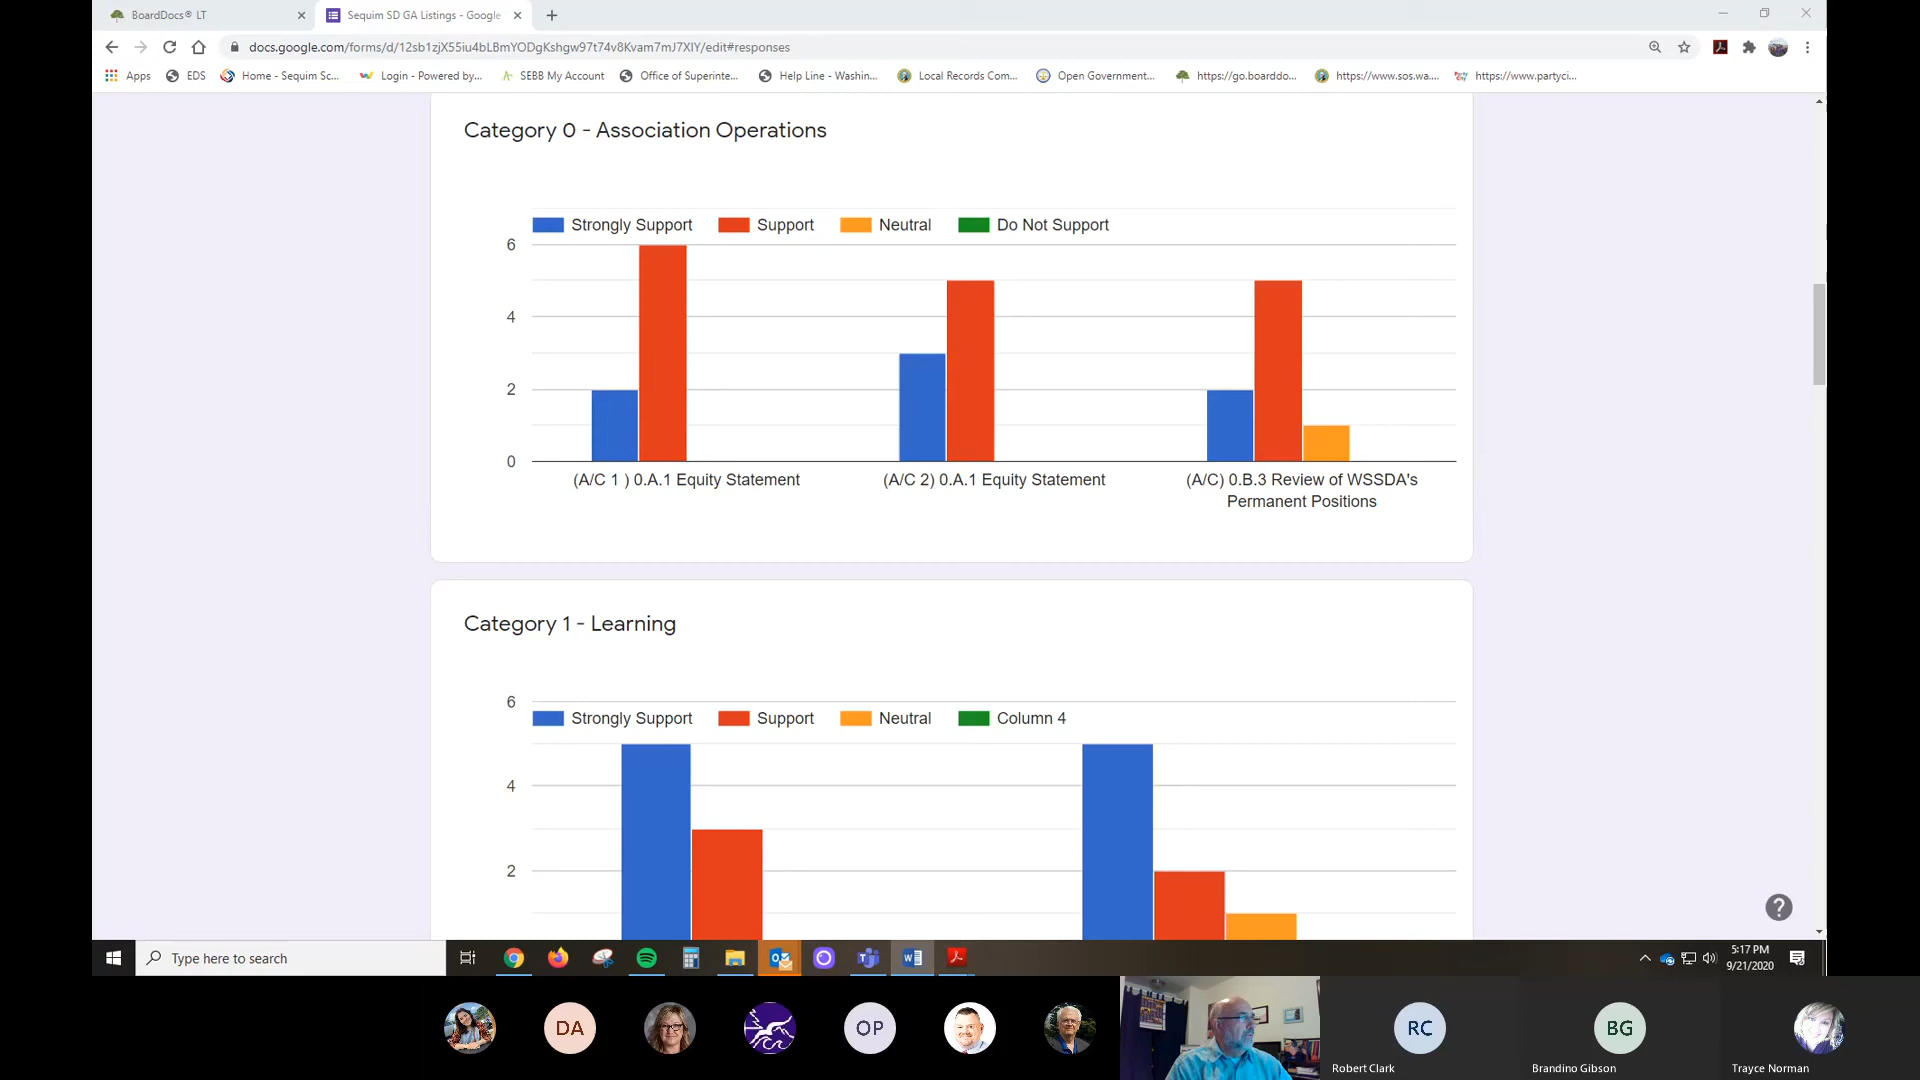 BoardDocs® LT
Sequim SD GA Listings - Google
docs.google.com/forms/d/12sb1zjX55iu4bLBmYODgKshgw97t74v8Kvam7mJ7XIY/edit#responses
Apps EDS Home - Sequim Sc... Login - Powered by... SEBB My Account Office of Superinte... Help Line - Washin... Local Records Com... Open Government... https://go.boarddo... https://www.sos.wa.... https://www.partyci...
Category 0 - Association Operations
Strongly Support Support Neutral Do Not Support
6
4
2
0
(A/C 1 ) 0.A.1 Equity Statement
(A/C 2) 0.A.1 Equity Statement
(A/C) 0.B.3 Review of WSSDA's
Permanent Positions
Category 1 - Learning
6
Strongly Support Support Neutral Column 4
4
2
Type here to search
5:17 PM
9/21/2020
DA
OP
RC
BG
Robert Clark
Brandino Gibson
Trayce Norman